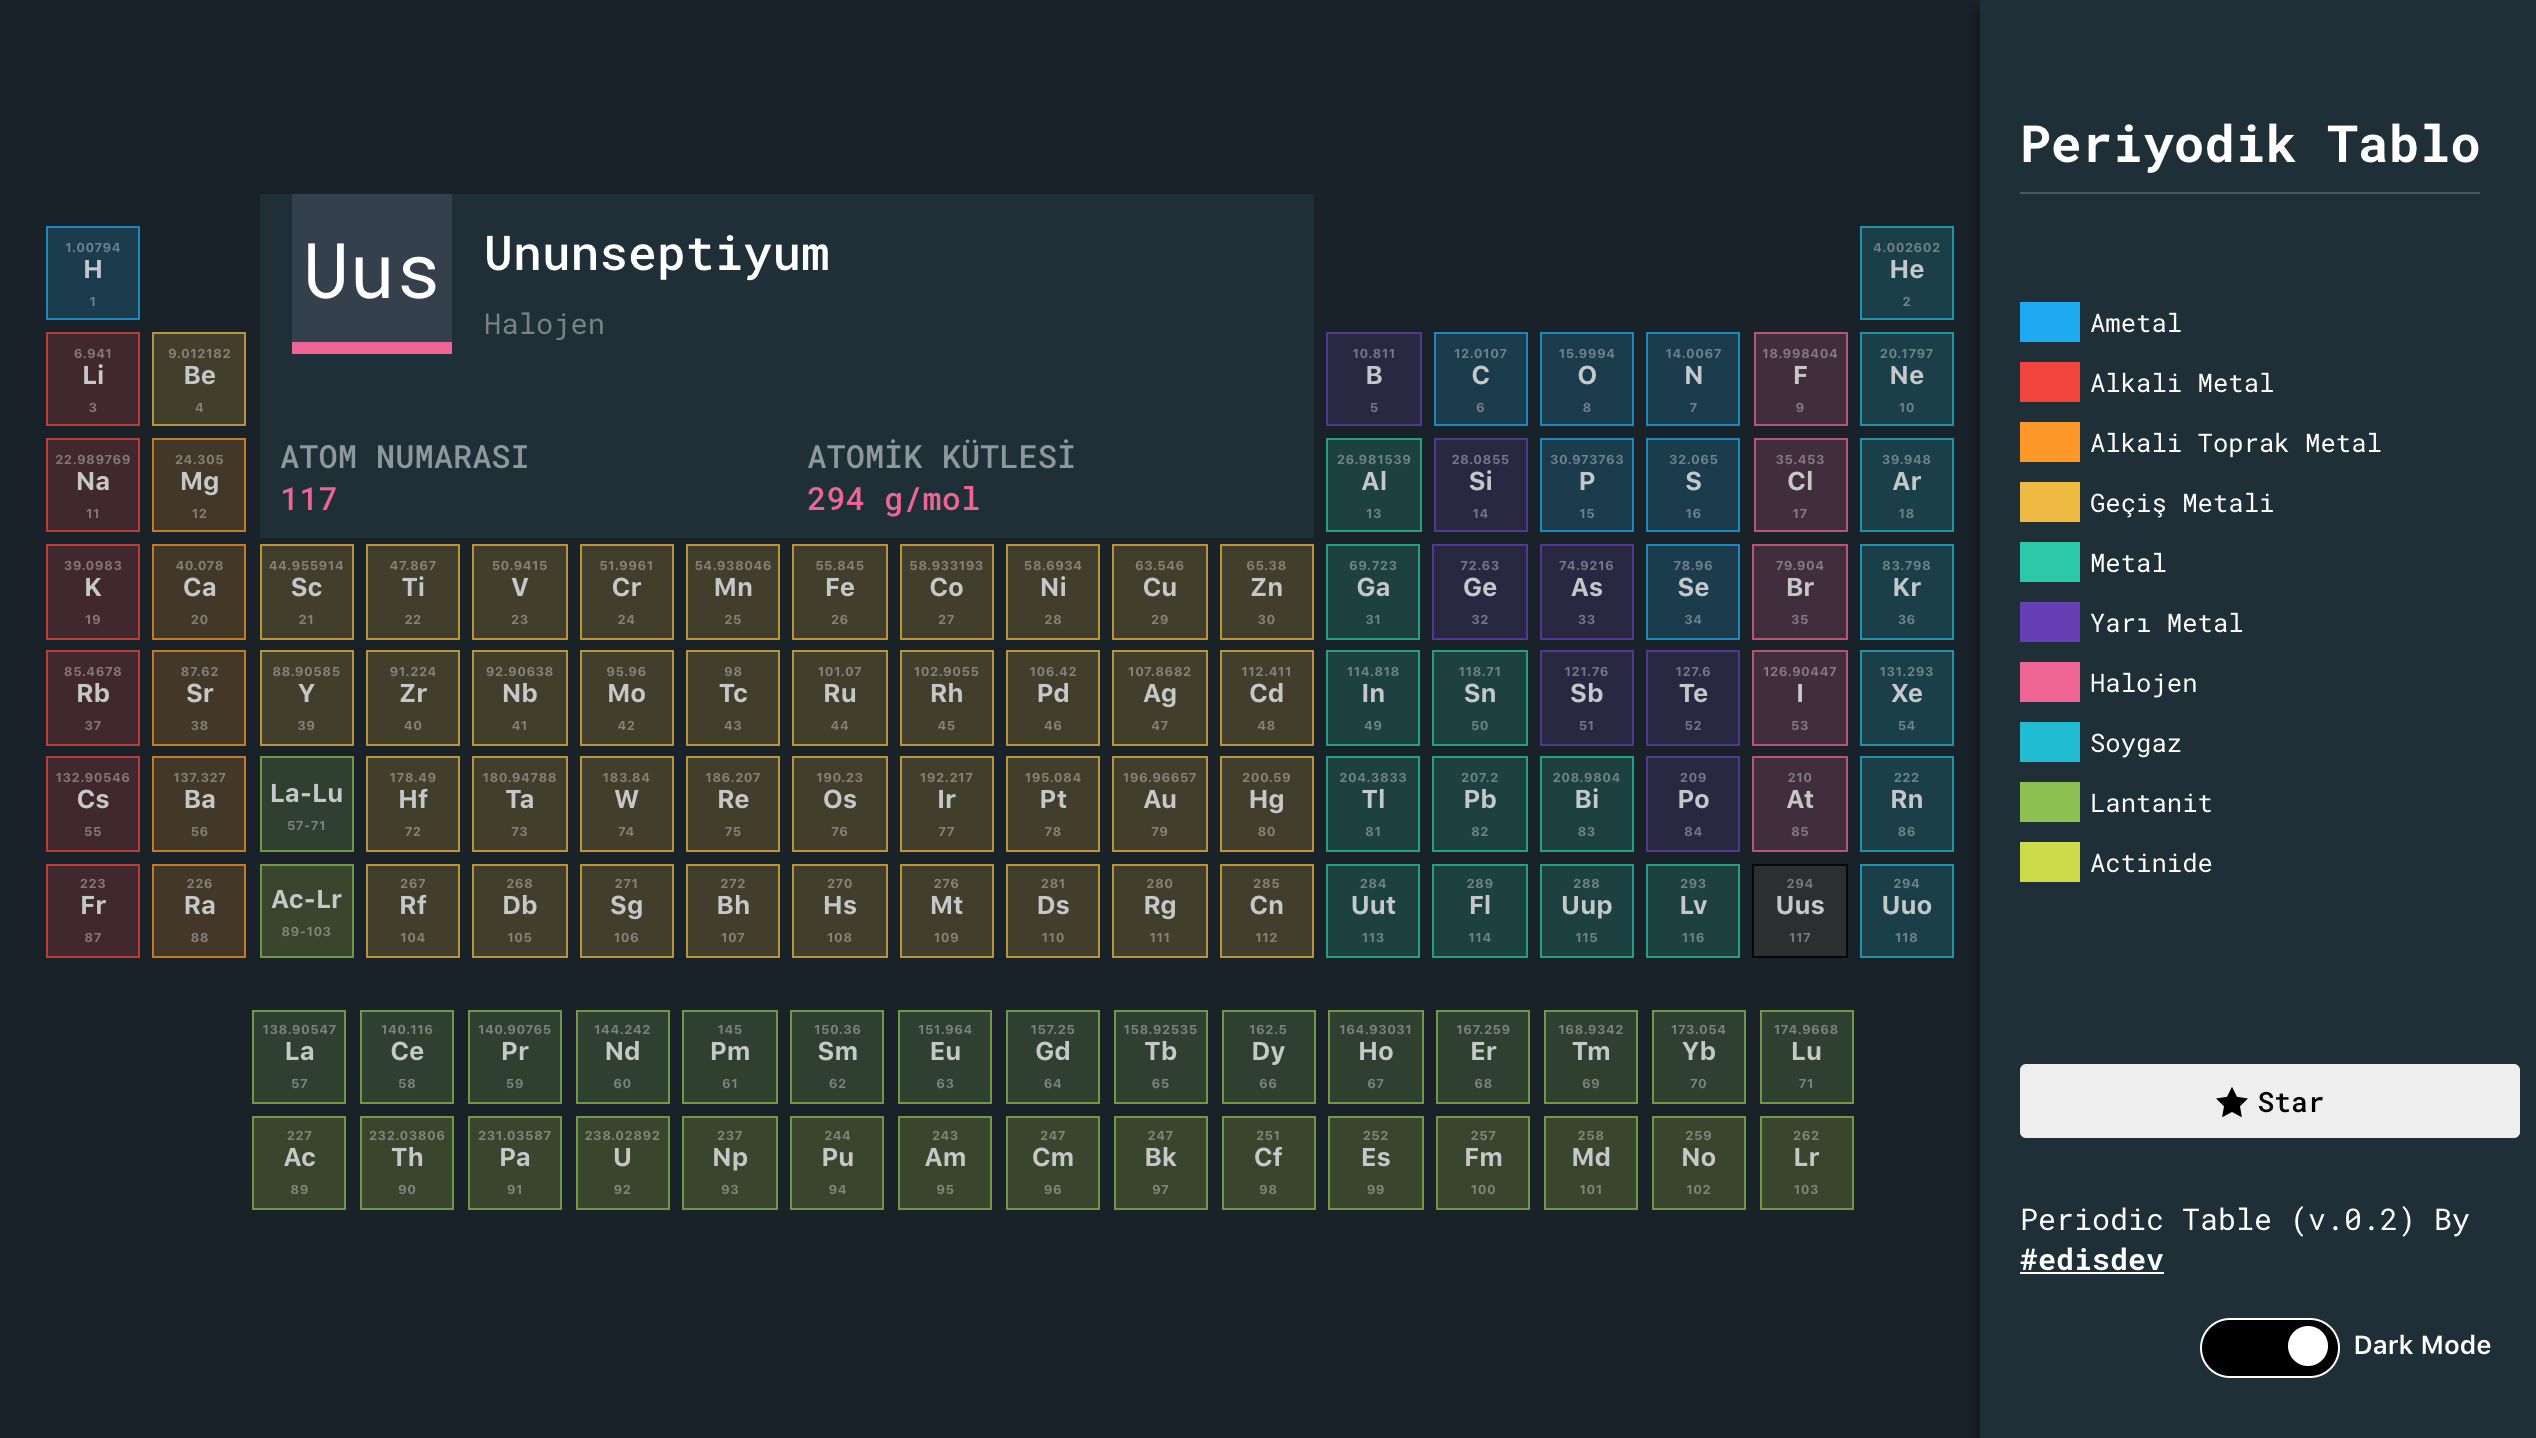 Periyodik Tablo
Uus
Ununseptiyum
Halojen
ATOM NUMARASI
117
ATOMİK KÜTLESİ
294 g/mol
1.00794
H
1
4.002602
He
2
6.941
Li
3
9.012182
Be
4
10.811
B
5
12.0107
C
6
15.9994
O
8
14.0067
N
7
18.998404
F
9
20.1797
Ne
10
22.989769
Na
11
24.305
Mg
12
26.981539
Al
13
28.0855
Si
14
30.973763
P
15
32.065
S
16
35.453
Cl
17
39.948
Ar
18
39.0983
K
19
40.078
Ca
20
44.955914
Sc
21
47.867
Ti
22
50.9415
V
23
51.9961
Cr
24
54.938046
Mn
25
55.845
Fe
26
58.933193
Co
27
58.6934
Ni
28
63.546
Cu
29
65.38
Zn
30
69.723
Ga
31
72.63
Ge
32
74.9216
As
33
78.96
Se
34
79.904
Br
35
83.798
Kr
36
85.4678
Rb
37
87.62
Sr
38
88.90585
Y
39
91.224
Zr
40
92.90638
Nb
41
95.96
Mo
42
98
Tc
43
101.07
Ru
44
102.9055
Rh
45
106.42
Pd
46
107.8682
Ag
47
112.411
Cd
48
114.818
In
49
118.71
Sn
50
121.76
Sb
51
127.6
Te
52
126.90447
I
53
131.293
Xe
54
132.90546
Cs
55
137.327
Ba
56
La-Lu
57-71
178.49
Hf
72
180.94788
Ta
73
183.84
W
74
186.207
Re
75
190.23
Os
76
192.217
Ir
77
195.084
Pt
78
196.96657
Au
79
200.59
Hg
80
204.3833
Tl
81
207.2
Pb
82
208.9804
Bi
83
209
Po
84
210
At
85
222
Rn
86
223
Fr
87
226
Ra
88
Ac-Lr
89-103
267
Rf
104
268
Db
105
271
Sg
106
272
Bh
107
270
Hs
108
276
Mt
109
281
Ds
110
280
Rg
111
285
Cn
112
284
Uut
113
289
Fl
114
288
Uup
115
293
Lv
116
294
Uus
117
294
Uuo
118
138.90547
La
57
140.116
Ce
58
140.90765
Pr
59
144.242
Nd
60
145
Pm
61
150.36
Sm
62
151.964
Eu
63
157.25
Gd
64
158.92535
Tb
65
162.5
Dy
66
164.93031
Ho
67
167.259
Er
68
168.9342
Tm
69
173.054
Yb
70
174.9668
Lu
71
227
Ac
89
232.03806
Th
90
231.03587
Pa
91
238.02892
U
92
237
Np
93
244
Pu
94
243
Am
95
247
Cm
96
247
Bk
97
251
Cf
98
252
Es
99
257
Fm
100
258
Md
101
259
No
102
262
Lr
103
Ametal
Alkali Metal
Alkali Toprak Metal
Geçiş Metali
Metal
Yarı Metal
Halojen
Soygaz
Lantanit
Actinide
Star
Periodic Table (v.0.2) By
#edisdev
Dark Mode